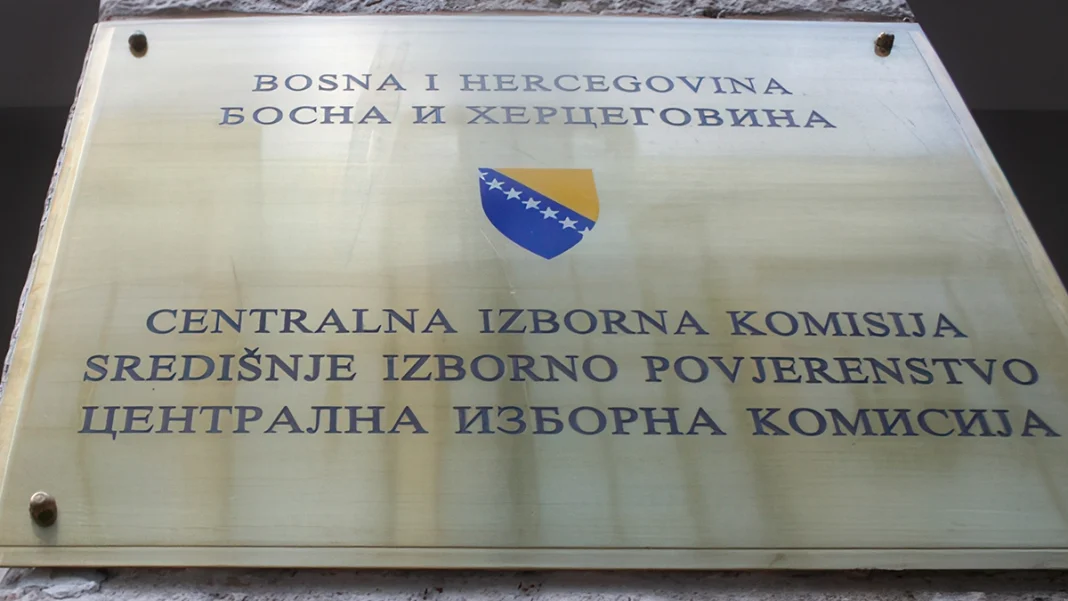 BOSNA I HERCEGOVINA
БОСНА И ХЕРЦЕГОВИНА
CENTRALNA IZBORNA KOMISIJA
SREDIŠNJE IZBORNO POVJERENSTVO
ЦЕНТРАЛНА ИЗБОРНА КОМИСИЈА